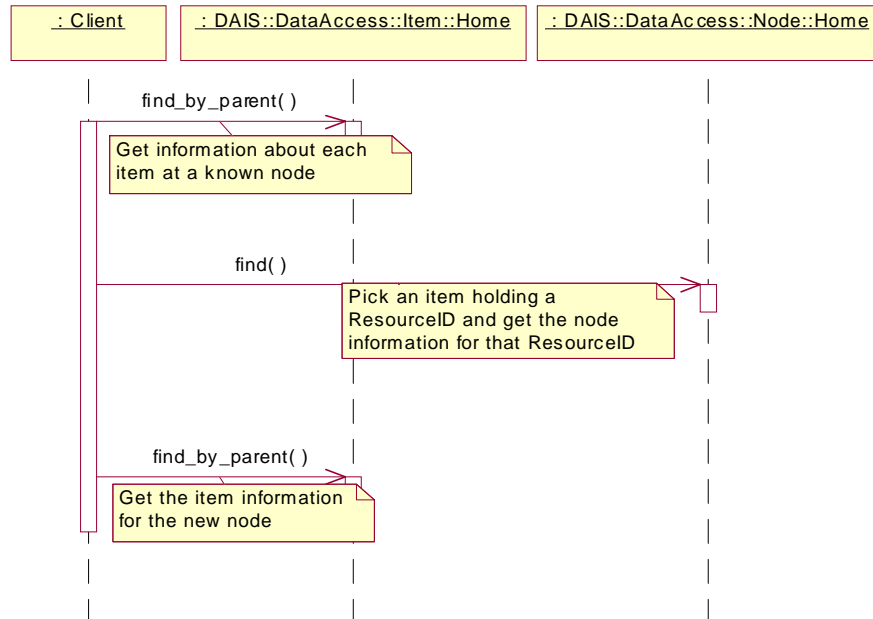 : Client
: DAIS::DataAccess::Item::Home
: DAIS::DataAccess::Node::Home
find_by_parent( )
Get information about each
item at a known node
find( )
Pick an item holding a
ResourceID and get the node
information for that ResourceID
find_by_parent( )
Get the item information
for the new node